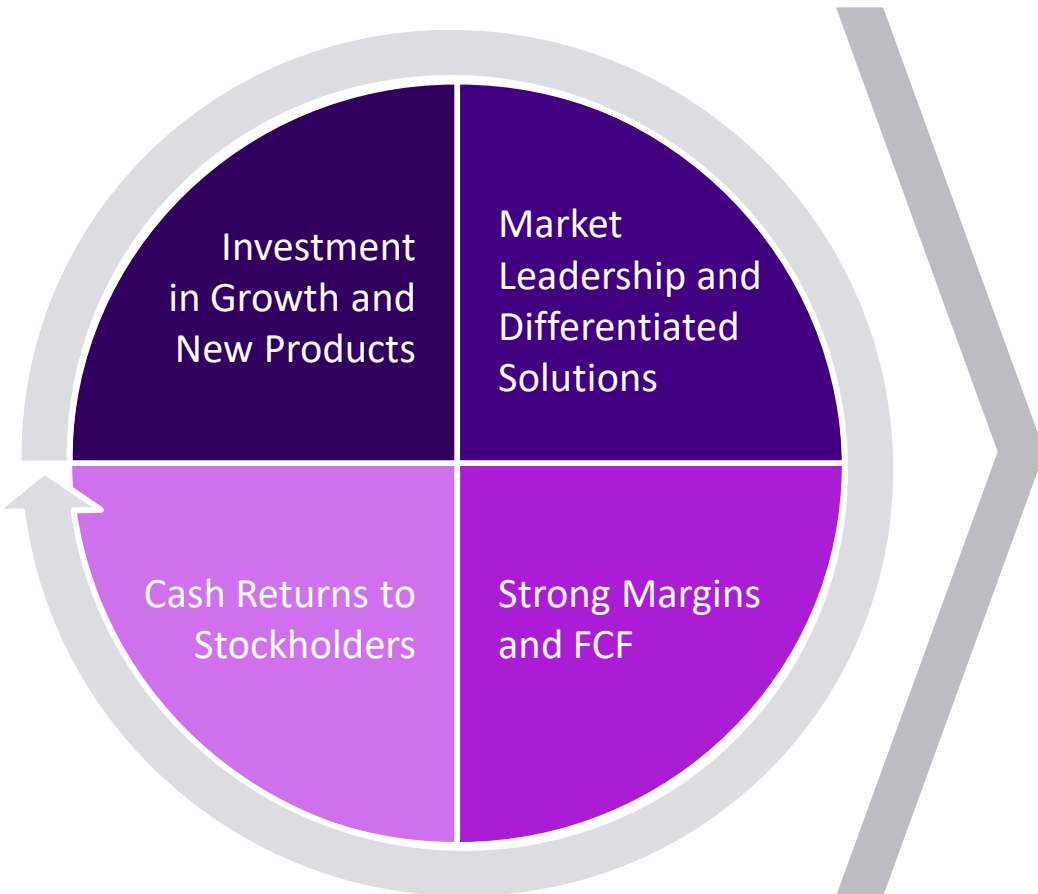 Investment
in Growth and
New Products
Market
Leadership and
Differentiated
Solutions
Cash Returns to
Stockholders
Strong Margins
and FCF